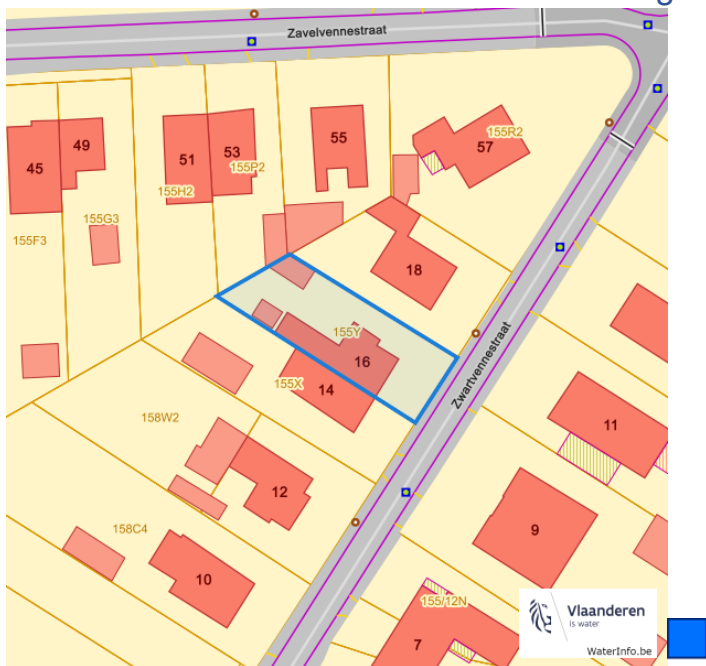 Zavelvennestraat
45
49
51
53
55
57
155R2
155P2
155H2
155G3
155F3
18
155Y
16
155X
14
Zwartvennestraat
158W2
11
12
158C4
9
10
155/12N
7
Vlaanderen
is water
WaterInfo.be